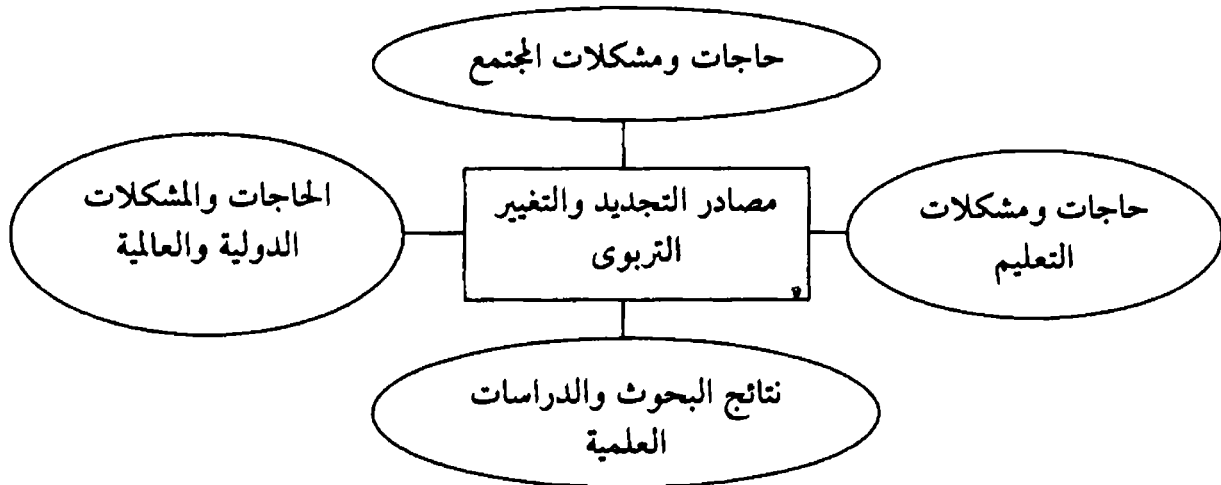 حاجات ومشكلات المجتمع
مصادر التجديد والتغيير
التربوى
حاجات ومشكلات
التعليم
الحاجات والمشكلات
الدولية والعالمية
نتائج البحوث والدراسات
العلمية